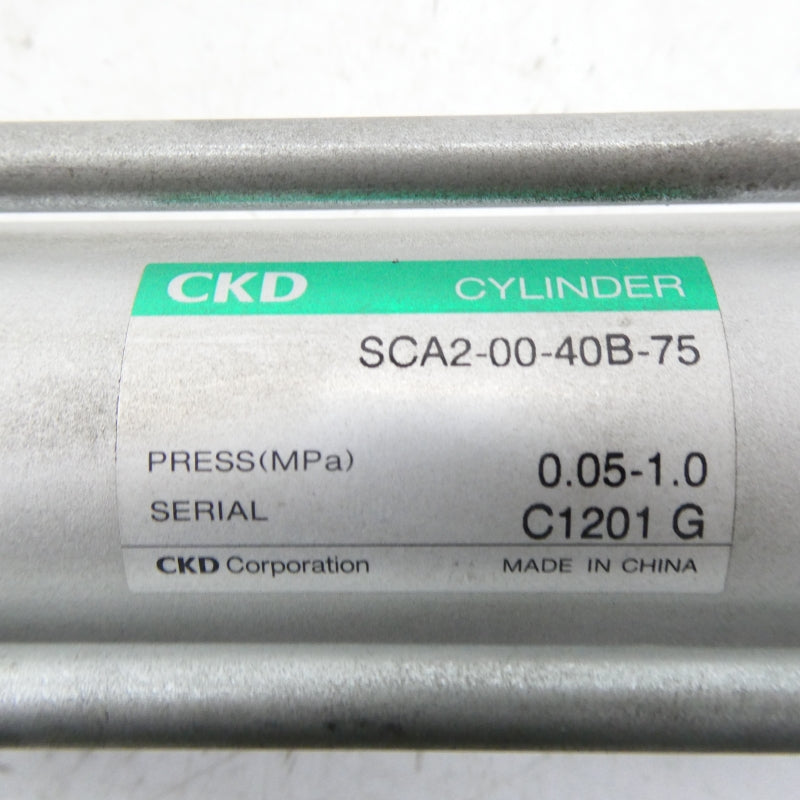 CKD CYLINDER
SCA2-00-40B-75
PRESS(MPa) 0.05-1.0
SERIAL C1201 G
CKD Corporation MADE IN CHINA